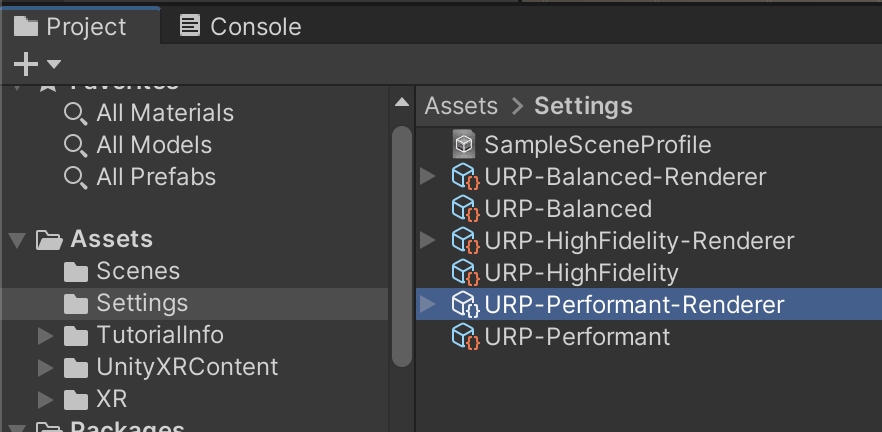 Project
Console
Favorites
All Materials
All Models
All Prefabs
Assets
Scenes
Settings
TutorialInfo
UnityXRContent
XR
Packages
Assets > Settings
SampleSceneProfile
URP-Balanced-Renderer
URP-Balanced
URP-HighFidelity-Renderer
URP-HighFidelity
URP-Performant-Renderer
URP-Performant